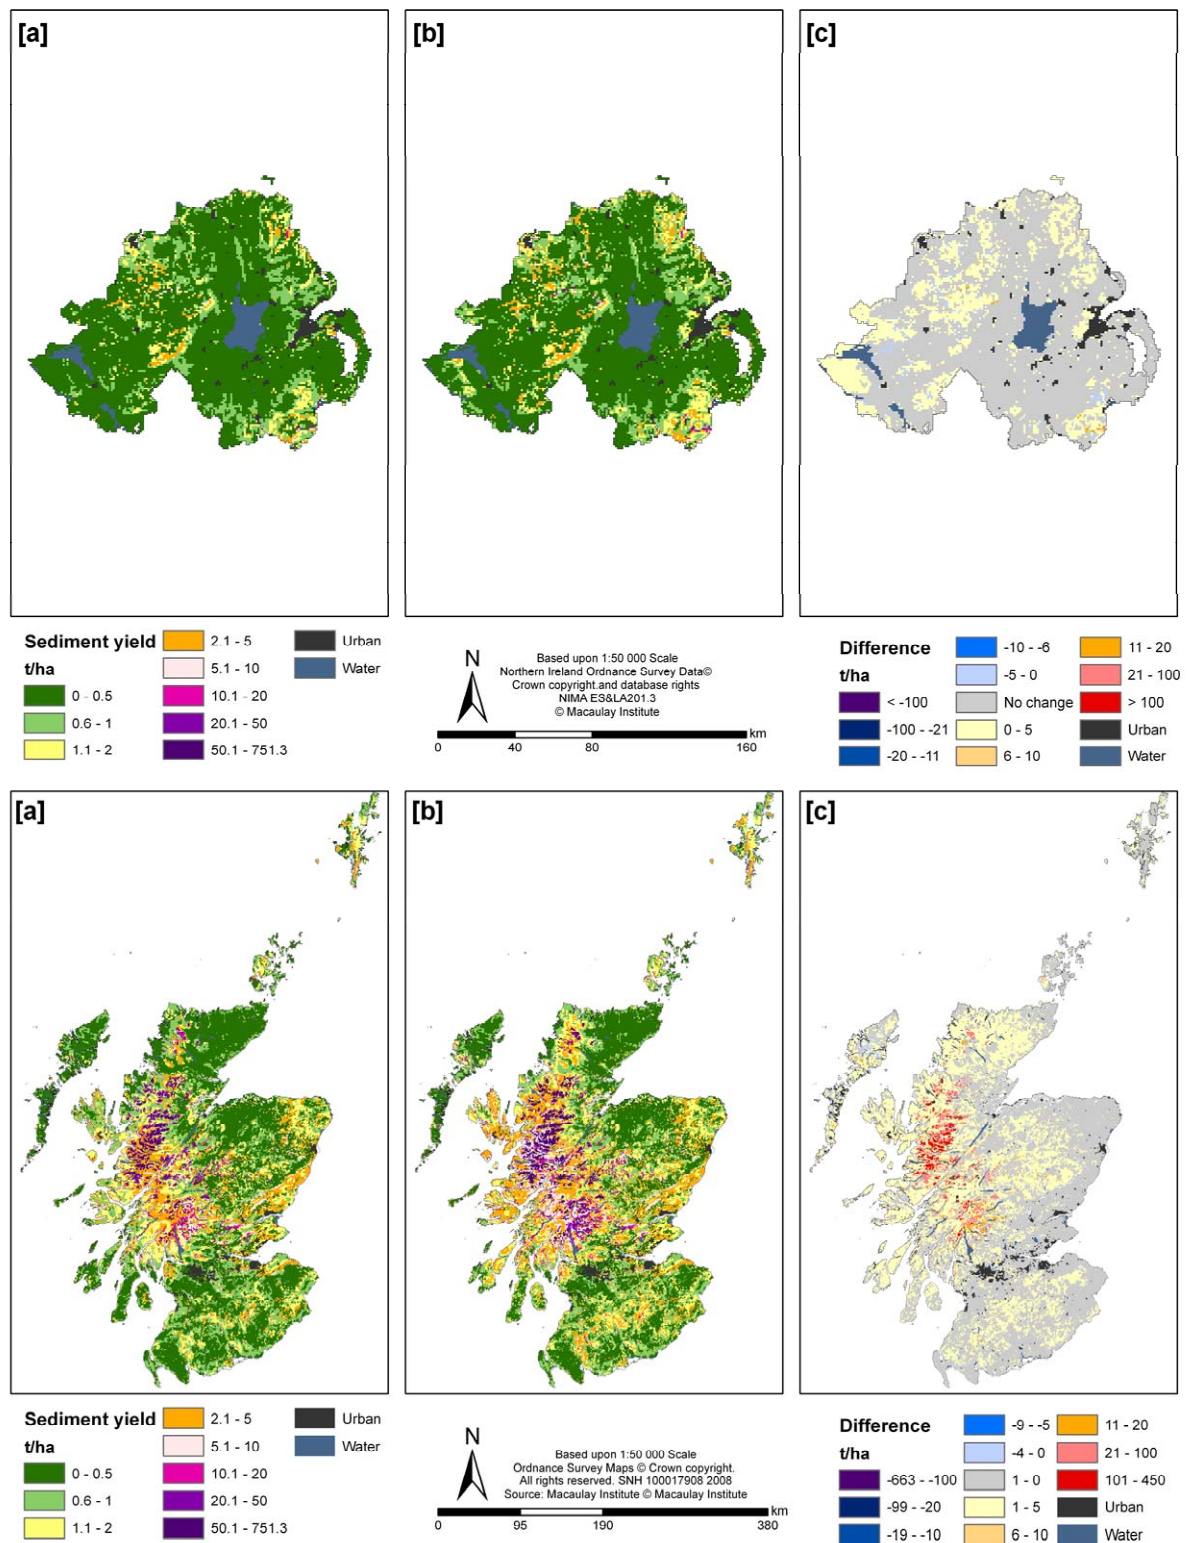 [a]
[b]
[c]
Sediment yield
t/ha
0 - 0.5
0.6 - 1
1.1 - 2
2.1 - 5
5.1 - 10
10.1 - 20
20.1 - 50
50.1 - 751.3
Urban
Water
N
Based upon 1:50 000 Scale
Northern Ireland Ordnance Survey Data©
Crown copyright.and database rights
NIMA ES&LA201.3
© Macaulay Institute
km
0 40 80 160
Difference
t/ha
< -100
-100 - -21
-20 - -11
-10 - -6
-5 - 0
No change
0 - 5
6 - 10
11 - 20
21 - 100
> 100
Urban
Water
[a]
[b]
[c]
Sediment yield
t/ha
0 - 0.5
0.6 - 1
1.1 - 2
2.1 - 5
5.1 - 10
10.1 - 20
20.1 - 50
50.1 - 751.3
Urban
Water
N
Based upon 1:50 000 Scale
Ordnance Survey Maps © Crown copyright.
All rights reserved. SNH 100017908 2008
Source: Macaulay Institute © Macaulay Institute
km
0 95 190 380
Difference
t/ha
-663 - -100
-99 - -20
-19 - -10
-9 - -5
-4 - 0
1 - 0
1 - 5
6 - 10
11 - 20
21 - 100
101 - 450
Urban
Water